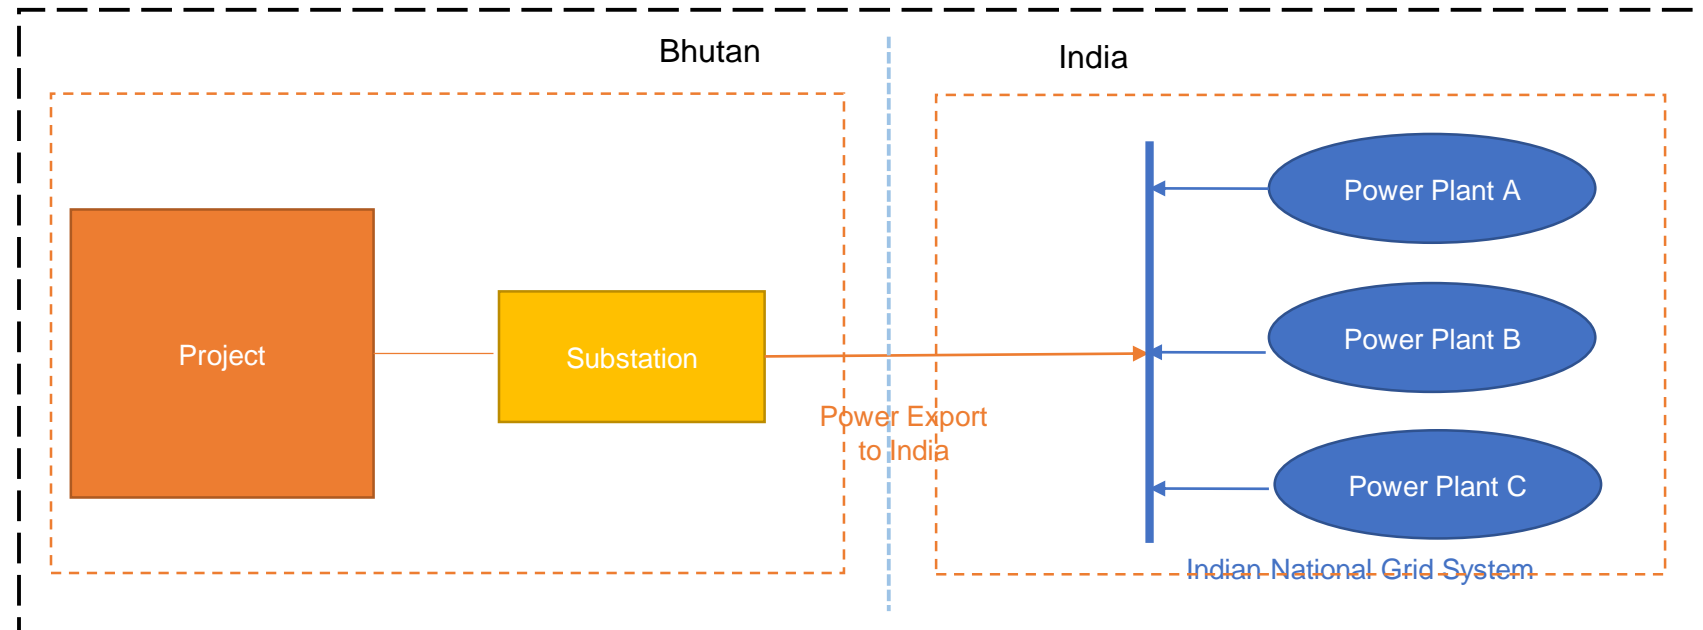 Bhutan
India
Power Plant A
Project
Substation
Power Plant B
Power Export
to India
Power Plant C
Indian National Grid System